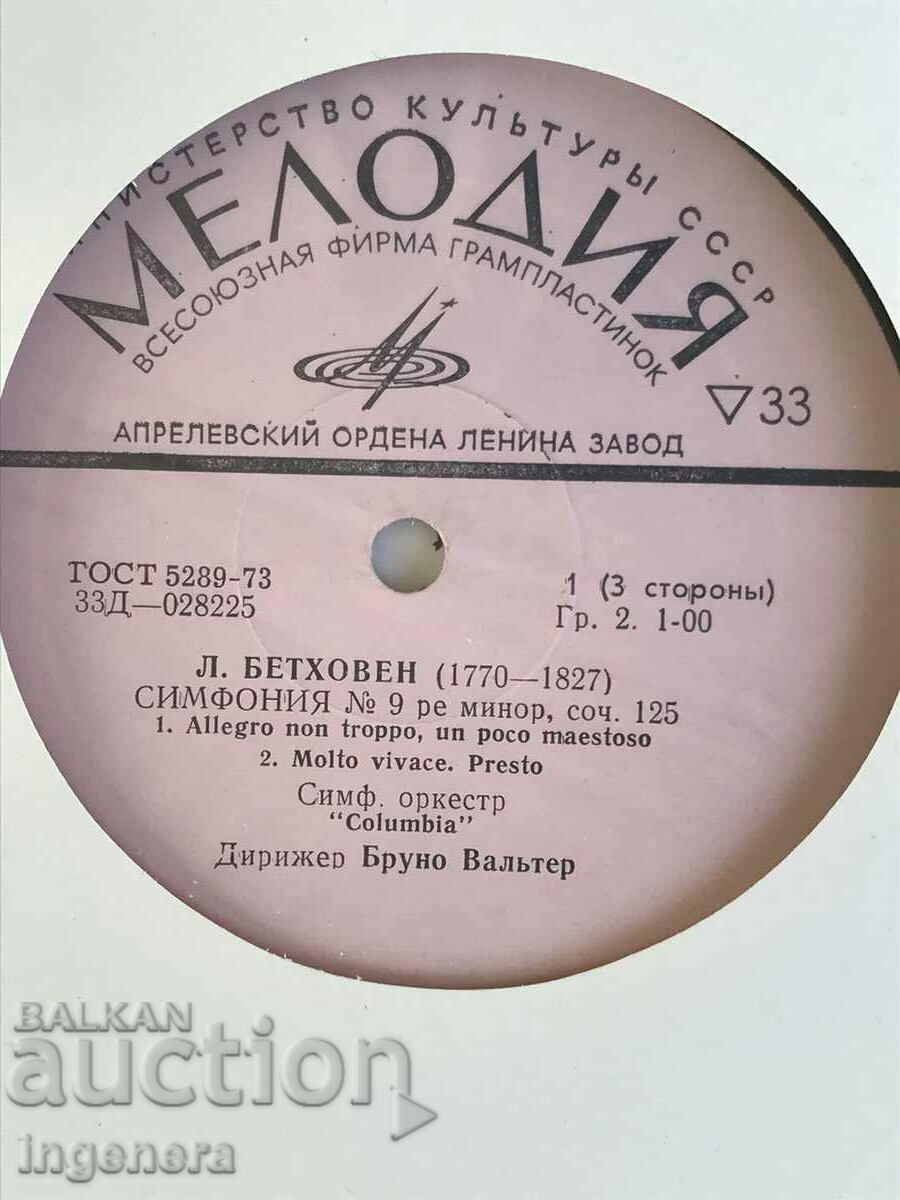 МИНИСТЕРСТВО КУЛЬТУРЫ СССР
МЕЛОДИЯ
ВСЕСОЮЗНАЯ ФИРМА ГРАМПЛАСТИНОК
▽33
АПРЕЛЕВСКИЙ ОРДЕНА ЛЕНИНА ЗАВОД
ГОСТ 5289-73
33Д—028225
1 (3 стороны)
Гр. 2. 1-00
Л. БЕТХОВЕН (1770—1827)
СИМФОНИЯ № 9 ре минор, соч. 125
1. Allegro non troppo, un poco maestoso
2. Molto vivace. Presto
Симф. оркестр
"Columbia"
Дирижер Бруно Вальтер
BALKAN
auction
ingenera